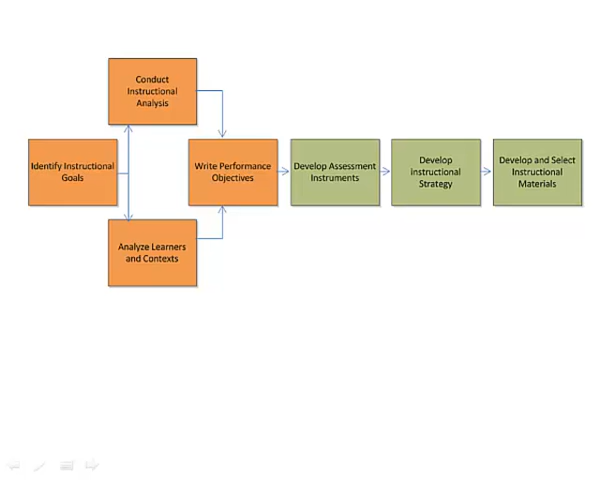 Conduct
Instructional
Analysis
Identify Instructional
Goals
Write Performance
Objectives
Develop Assessment
Instruments
Develop
instructional
Strategy
Develop and Select
Instructional
Materials
Analyze Learners
and Contexts